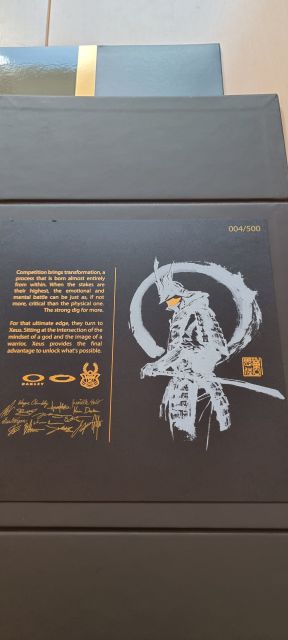 004/500
Competition brings transformation, a
process that is born almost entirely
from within. When the stakes are
their highest, the emotional and
mental battle can be just as, if not
more, critical than the physical one.
The strong dig for more.
For that ultimate edge, they turn to
Xeus. Sitting at the intersection of the
mindset of a god and the image of a
warrior, Xeus provides the final
advantage to unlock what's possible.
OAKLEY